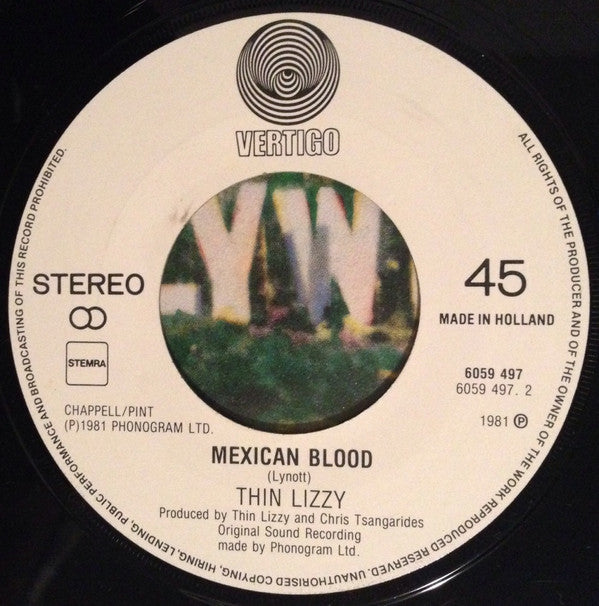 VERTIGO
ALL RIGHTS OF THE PRODUCER AND OF THE OWNER OF THE WORK REPRODUCED RESERVED. UNAUTHORISED COPYING, HIRING, LENDING, PUBLIC PERFORMANCE AND BROADCASTING OF THIS RECORD PROHIBITED.
YW
STEREO
45
MADE IN HOLLAND
STEMRA
6059 497
6059 497. 2
CHAPPELL/PINT
(P)1981 PHONOGRAM LTD.
1981 Ⓟ
MEXICAN BLOOD
(Lynott)
THIN LIZZY
Produced by Thin Lizzy and Chris Tsangarides
Original Sound Recording
made by Phonogram Ltd.